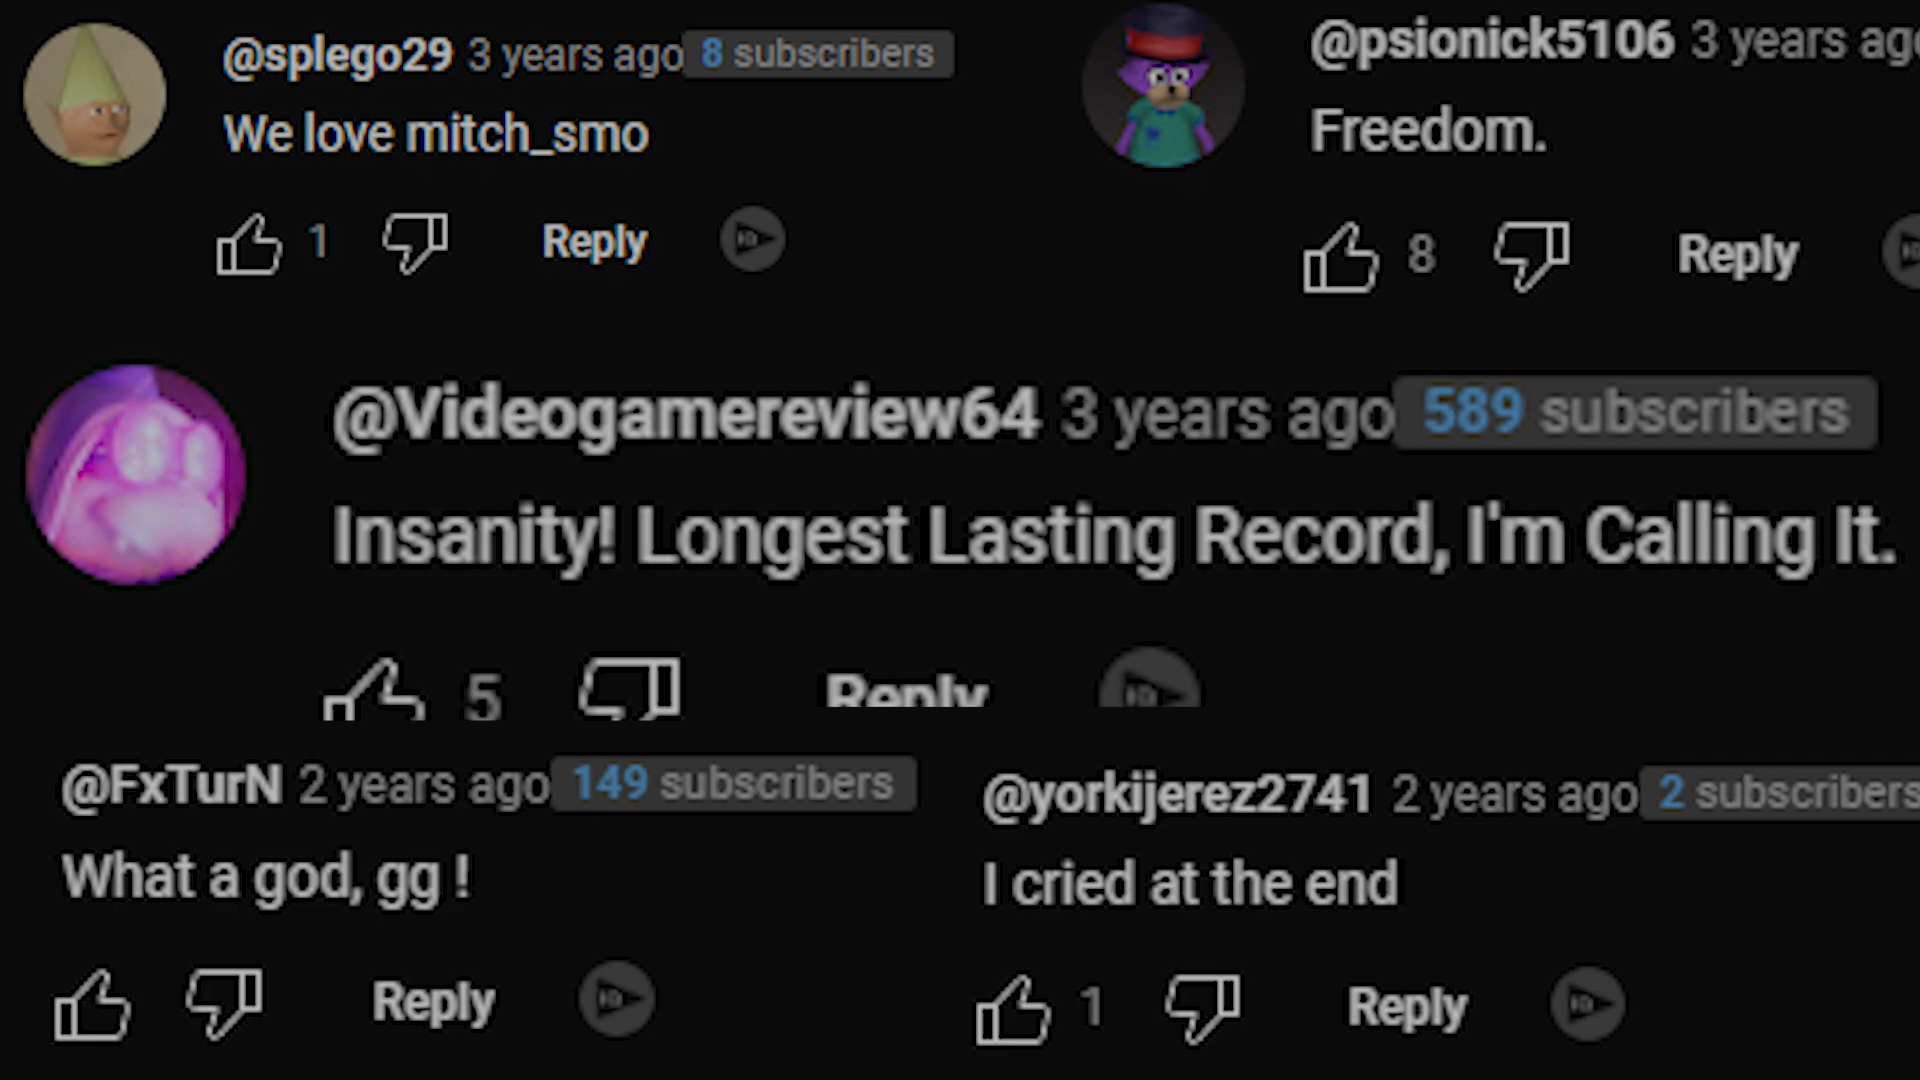 @splego29 3 years ago 8 subscribers
We love mitch_smo
1 Reply
@psionick5106 3 years ago
Freedom.
8 Reply
@Videogamereview64 3 years ago 589 subscribers
Insanity! Longest Lasting Record, I'm Calling It.
5 Reply
@FxTurN 2 years ago 149 subscribers
What a god, gg !
Reply
@yorkijerez2741 2 years ago 2 subscribers
I cried at the end
1 Reply